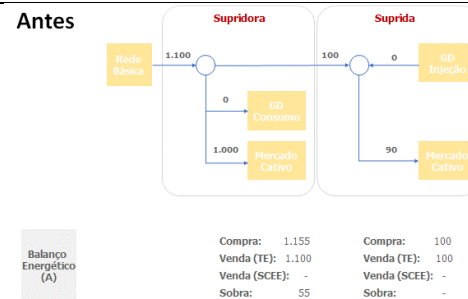 Antes
Supridora
Suprida
Rede
Básica
1.100
100
0
GD
Injeção
0
GD
Consumo
1.000
Mercado
Cativo
90
Mercado
Cativo
Balanço
Energético
(A)
Compra: 1.155
Venda (TE): 1.100
Venda (SCEE): -
Sobra: 55
Compra: 100
Venda (TE): 100
Venda (SCEE): -
Sobra: -